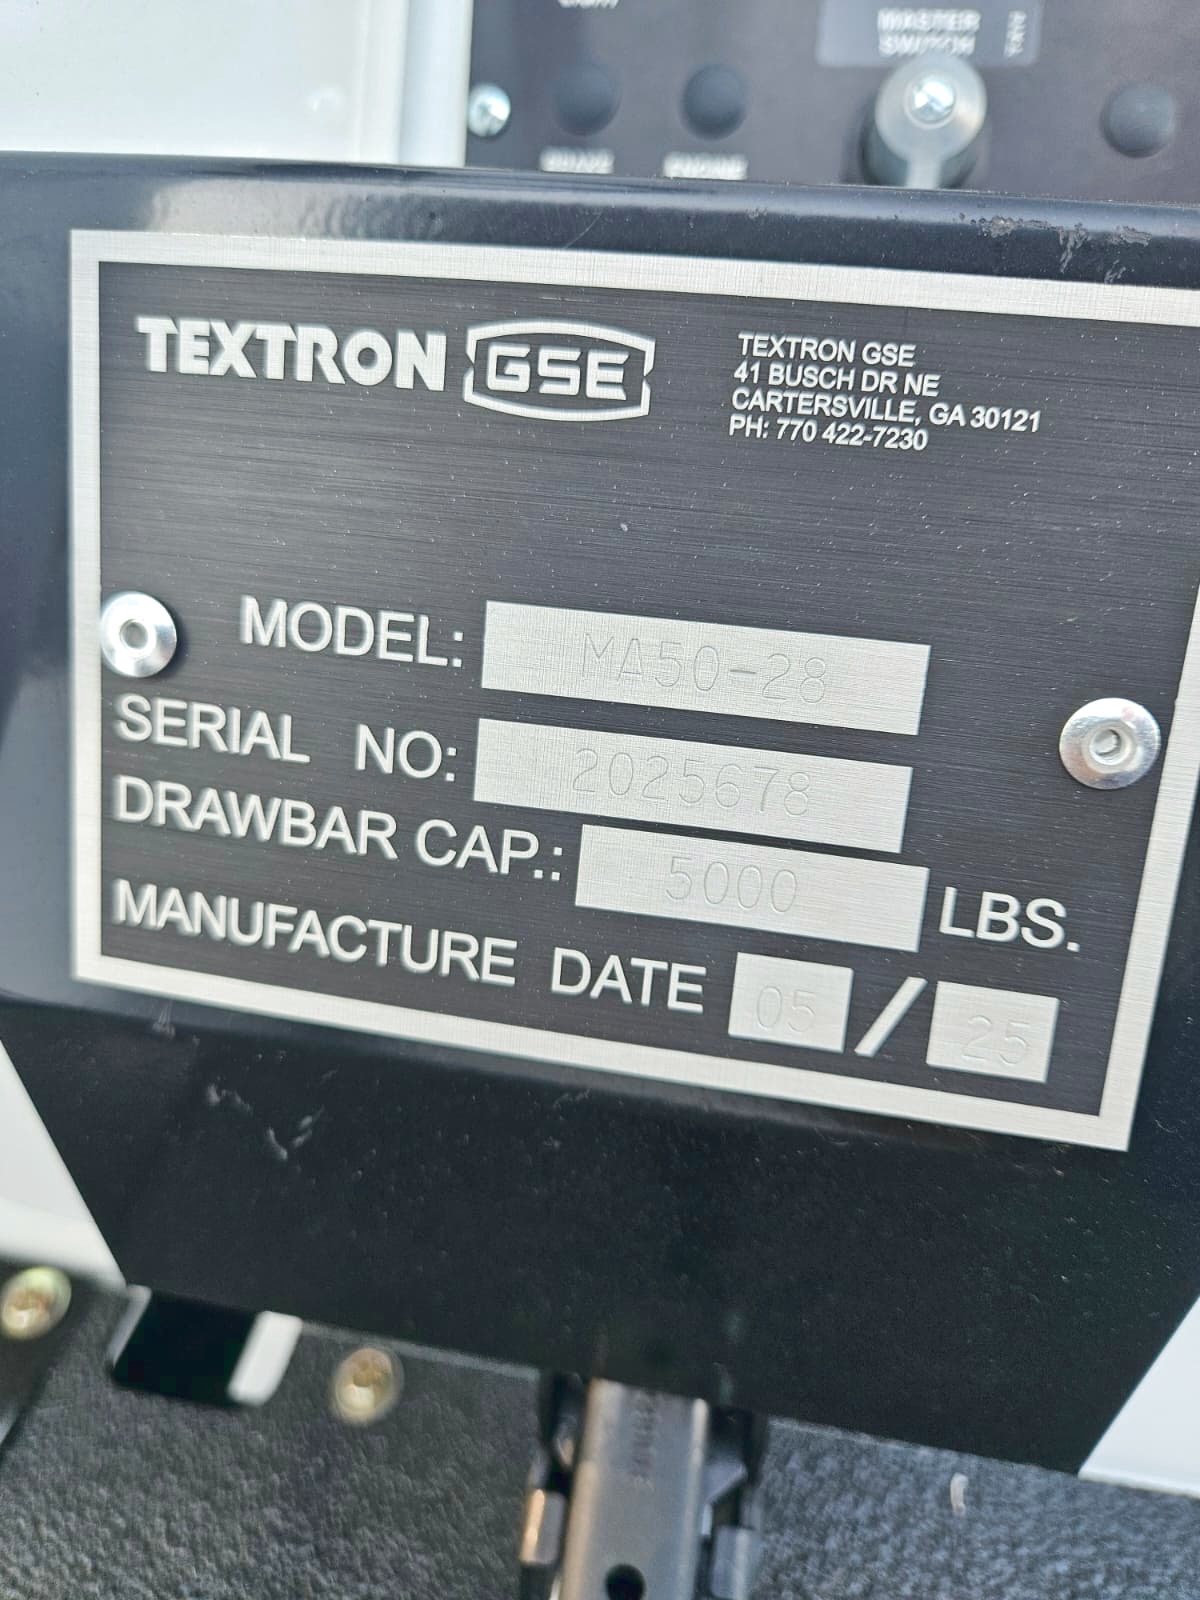 MASTER
SWITCH
ENGINE
TEXTRON GSE
TEXTRON GSE
41 BUSCH DR NE
CARTERSVILLE, GA 30121
PH: 770 422-7230
MODEL: MA50-28
SERIAL NO: 2025678
DRAWBAR CAP.: 5000 LBS.
MANUFACTURE DATE 05 / 25